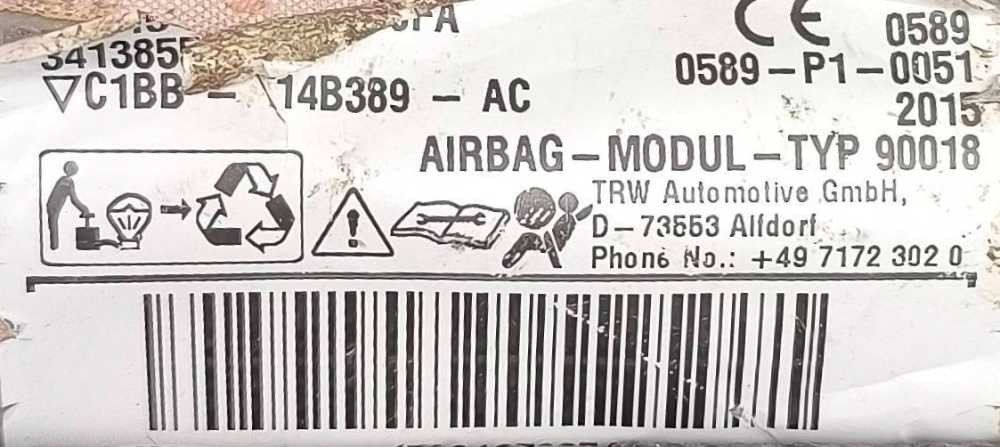 CE 0589
3413855
0589-P1-0051
▽C1BB - 14B389 - AC
2015
AIRBAG-MODUL-TYP 90018
TRW Automotive GmbH,
D-73553 Alfdorf
Phone No.: +49 7172 302 0